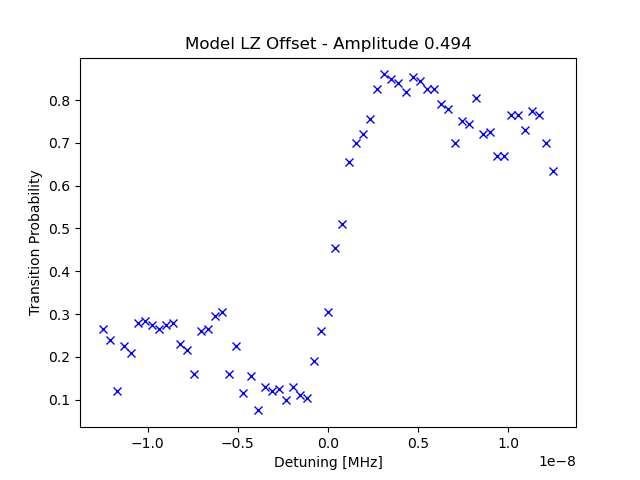 Model LZ Offset - Amplitude 0.494
Transition Probability
0.8
0.7
0.6
0.5
0.4
0.3
0.2
0.1
−1.0 −0.5 0.0 0.5 1.0
1e−8
Detuning [MHz]